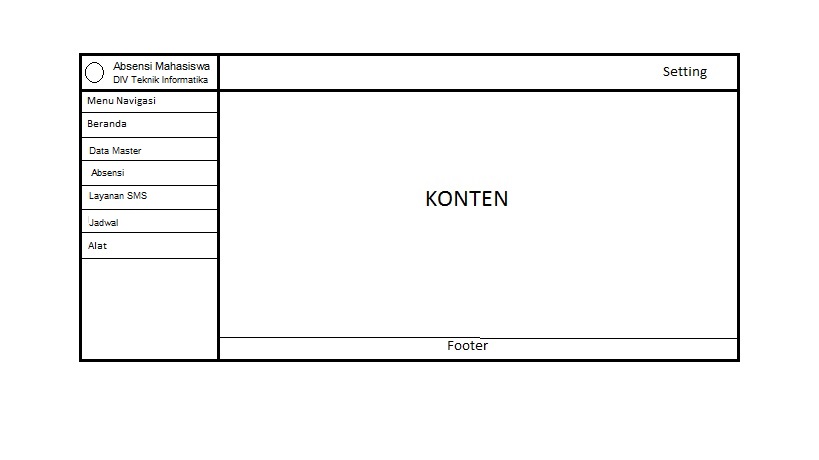 Absensi Mahasiswa
DIV Teknik Informatika
Setting
Menu Navigasi
Beranda
Data Master
Absensi
Layanan SMS
Jadwal
Alat
KONTEN
Footer